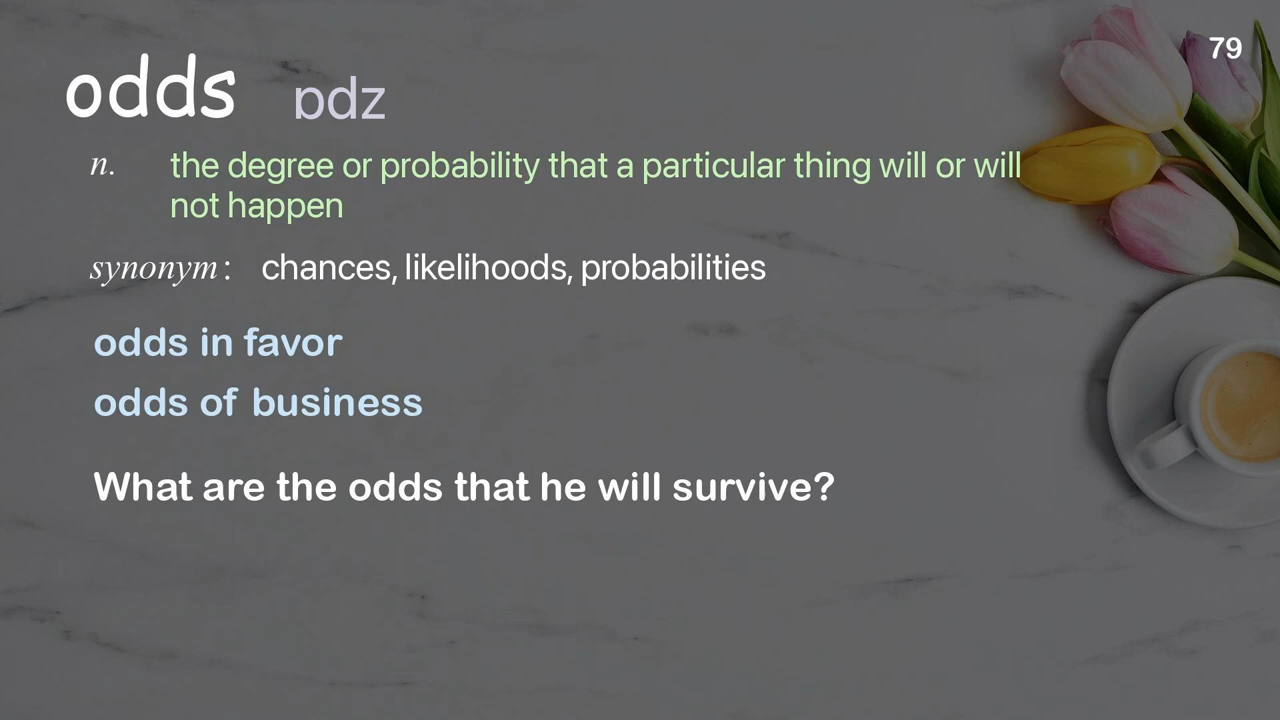 79
odds ɒdz
n. the degree or probability that a particular thing will or will
not happen
synonym: chances, likelihoods, probabilities
odds in favor
odds of business
What are the odds that he will survive?